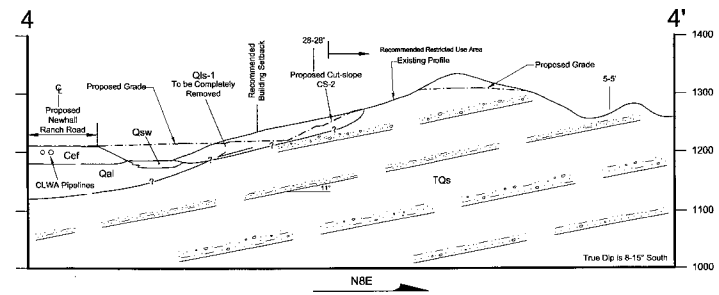 4
4'
1400
1300
1200
1100
1000
28-28'
Recommended Restricted Use Area
Existing Profile
Proposed Grade
5-5'
Recommended
Building Setback
Proposed Cut-slope
CS-2
Qls-1
To be Completely
Removed
Proposed Grade
℄
Proposed
Newhall
Ranch Road
Qsw
Cef
Qal
CLWA Pipelines
?
?
?
?
?
?
11°
TQs
True Dip is 8-15° South
N8E